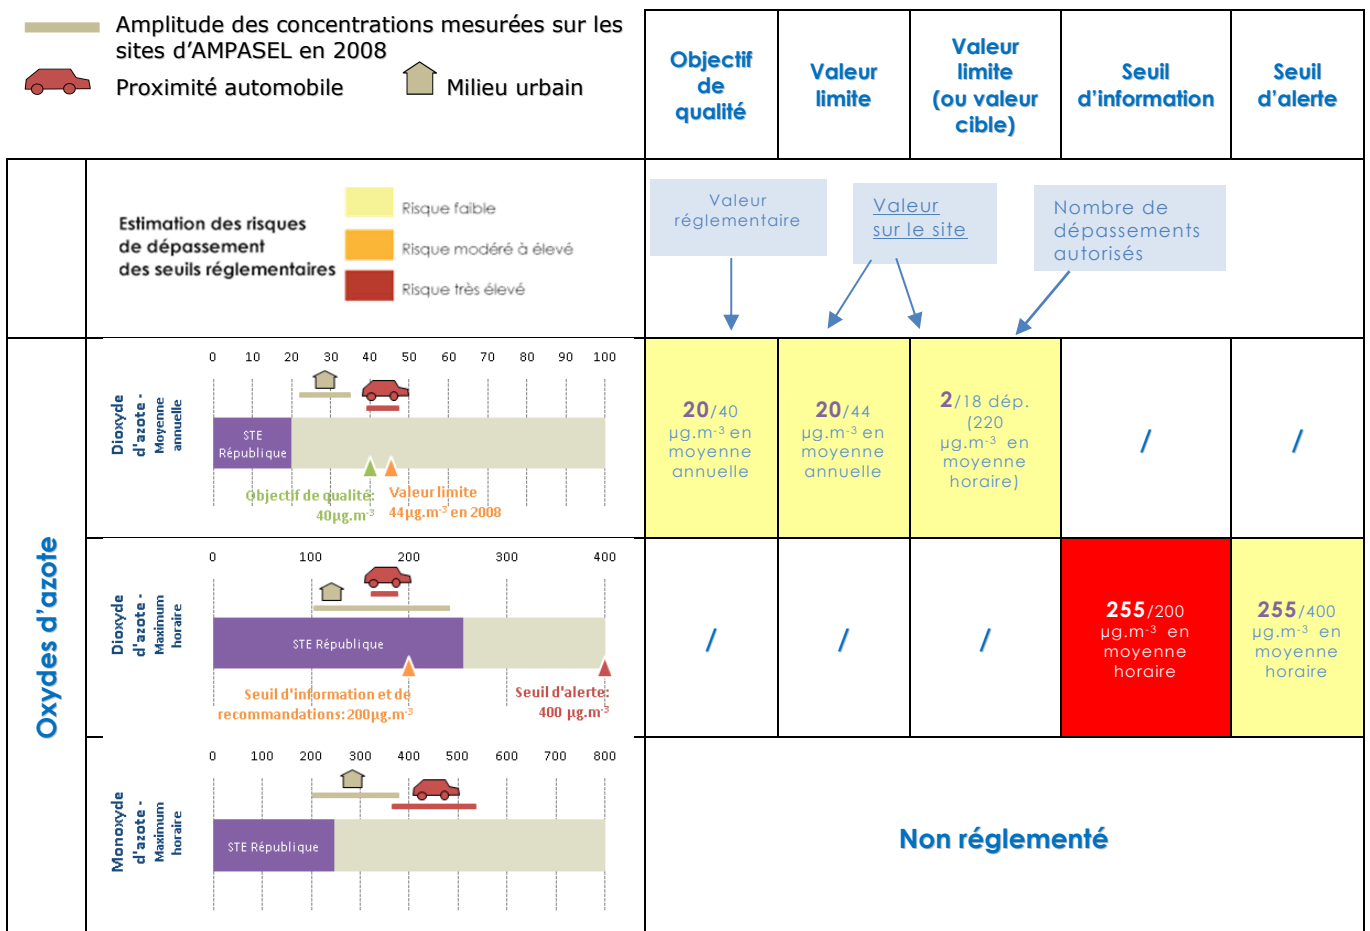 Amplitude des concentrations mesurées sur les
sites d'AMPASEL en 2008
Proximité automobile
Milieu urbain
Objectif
de
qualité
Valeur
limite
Valeur
limite
(ou valeur
cible)
Seuil
d'information
Seuil
d'alerte
Estimation des risques
de dépassement
des seuils réglementaires
Risque faible
Risque modéré à élevé
Risque très élevé
Valeur
réglementaire
Valeur
sur le site
Nombre de
dépassements
autorisés
Oxydes d'azote
Dioxyde
d'azote -
Moyenne
annuelle
0 10 20 30 40 50 60 70 80 90 100
STE
République
Objectif de qualité:
40µg.m-3
Valeur limite
44µg.m-3 en 2008
20/40
µg.m-3 en
moyenne
annuelle
20/44
µg.m-3 en
moyenne
annuelle
2/18 dép.
(220
µg.m-3 en
moyenne
horaire)
/
/
Dioxyde
d'azote -
Maximum
horaire
0 100 200 300 400
STE République
Seuil d'information et de
recommandations: 200µg.m-3
Seuil d'alerte:
400 µg.m-3
/
/
/
255/200
µg.m-3 en
moyenne
horaire
255/400
µg.m-3 en
moyenne
horaire
Monoxyde
d'azote -
Maximum
horaire
0 100 200 300 400 500 600 700 800
STE République
Non réglementé